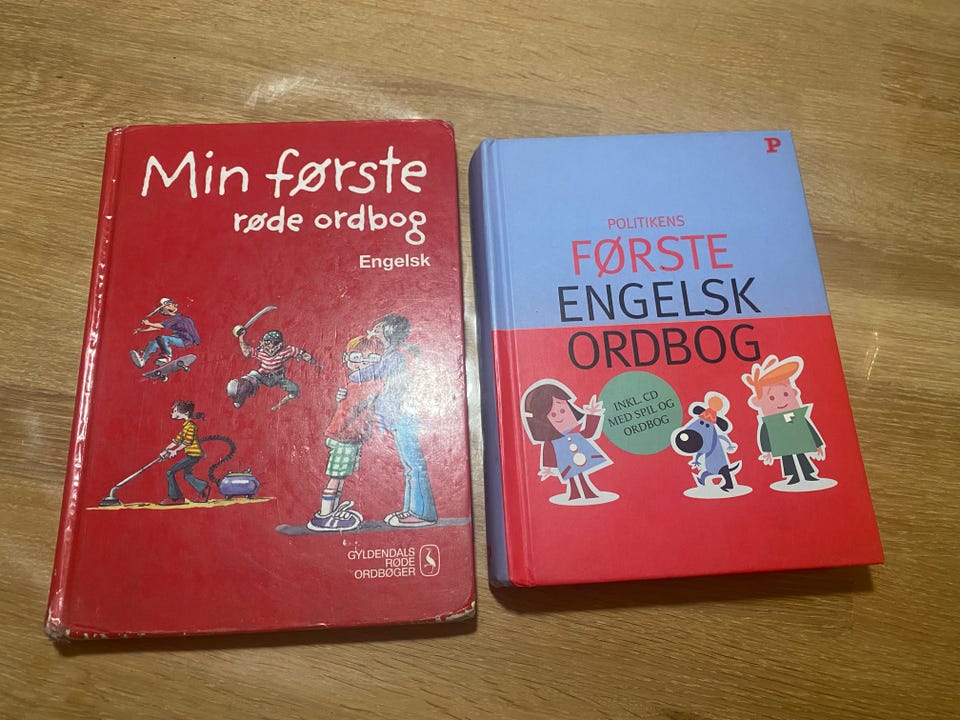 Min første
røde ordbog
Engelsk
GYLDENDALS
RØDE
ORDBØGER
P
POLITIKENS
FØRSTE
ENGELSK
ORDBOG
INKL. CD
MED SPIL OG
ORDBOG